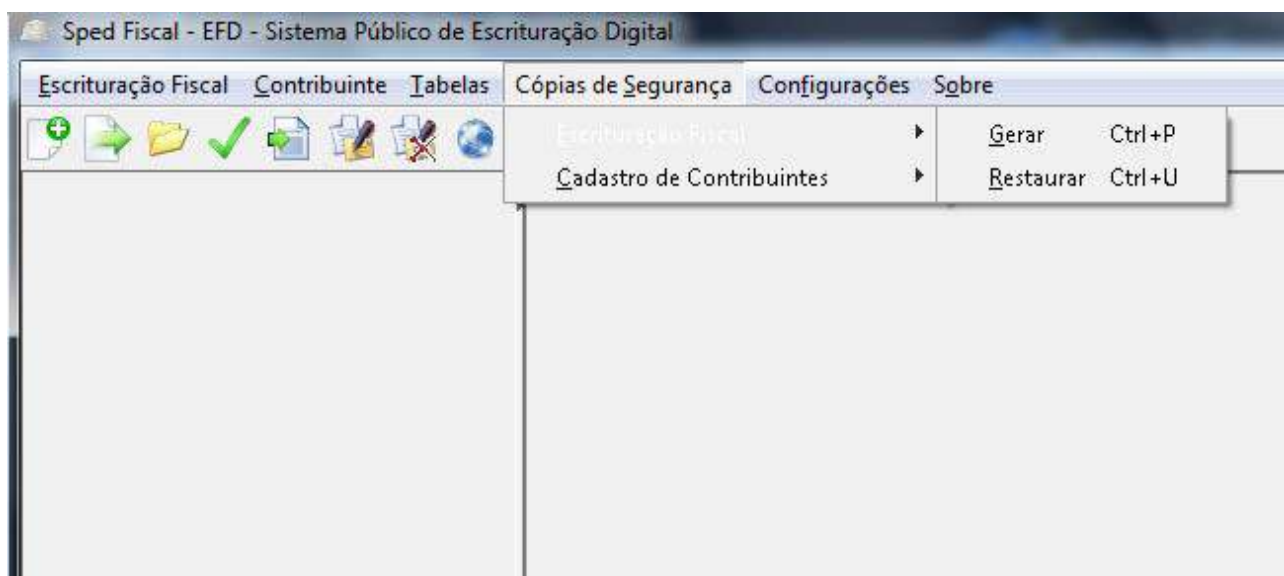 Sped Fiscal - EFD - Sistema Público de Escrituração Digital
Escrituração Fiscal Contribuinte Tabelas Cópias de Segurança Configurações Sobre
Escrituração Fiscal Gerar Ctrl+P
Cadastro de Contribuintes Restaurar Ctrl+U